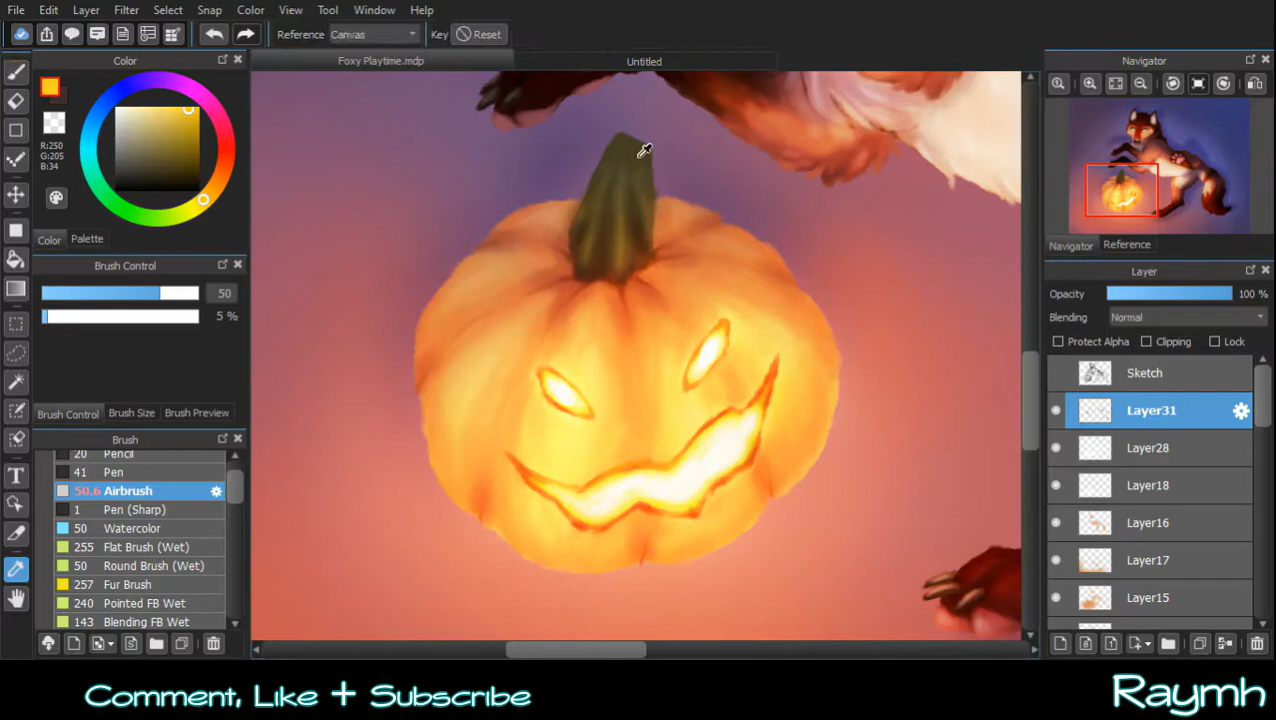 File Edit Layer Filter Select Snap Color View Tool Window Help
Reference Canvas Key Reset
Color
Foxy Playtime.mdp
Untitled
Navigator
R:250
G:205
B:34
Color Palette
Navigator Reference
Brush Control
50
5 %
Brush Control Brush Size Brush Preview
Layer
Opacity 100 %
Blending Normal
Protect Alpha Clipping Lock
Sketch
Layer31
Layer28
Layer18
Layer16
Layer17
Layer15
Brush
20 Pencil
41 Pen
50.6 Airbrush
1 Pen (Sharp)
50 Watercolor
255 Flat Brush (Wet)
50 Round Brush (Wet)
257 Fur Brush
240 Pointed FB Wet
143 Blending FB Wet
Comment, Like + Subscribe
Raymh